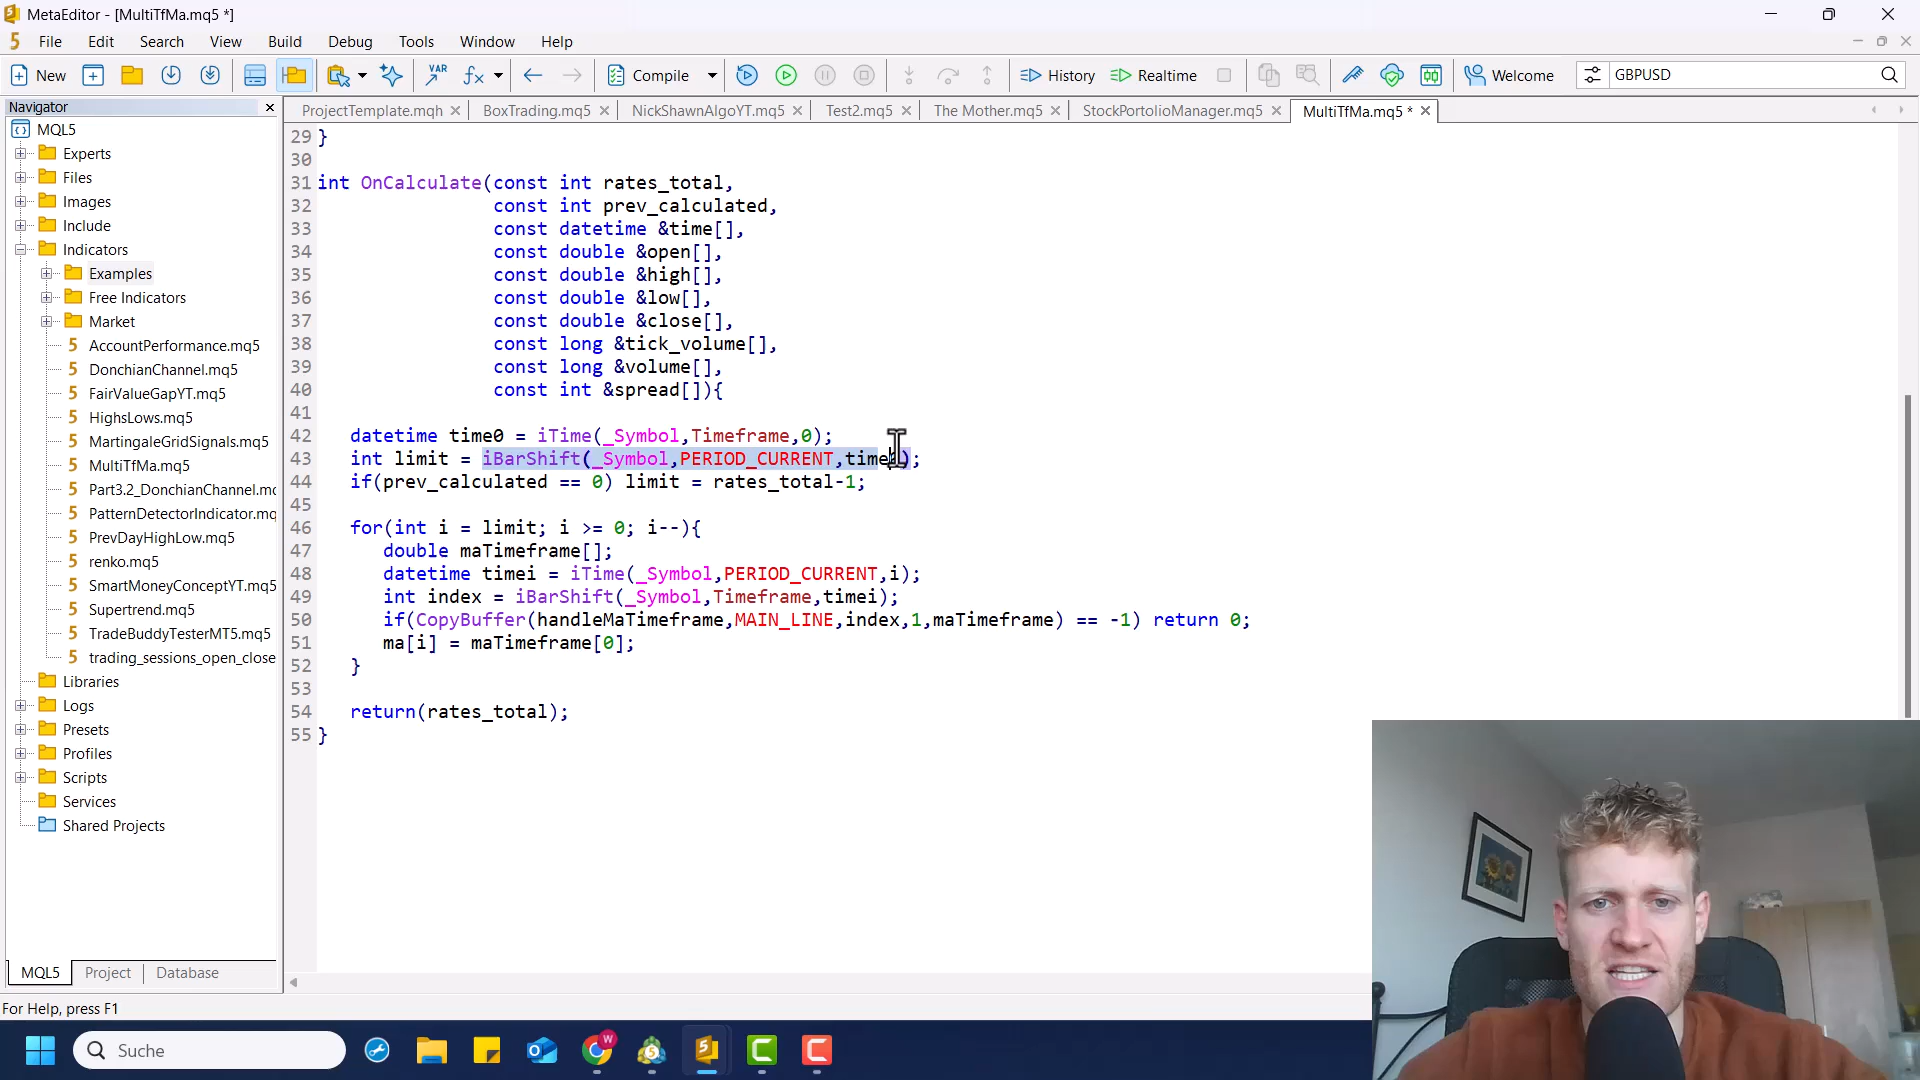 MetaEditor - [MultiTfMa.mq5 *]
File Edit Search View Build Debug Tools Window Help
New Compile History Realtime Welcome GBPUSD
Navigator
ProjectTemplate.mqh BoxTrading.mq5 NickShawnAlgoYT.mq5 Test2.mq5 The Mother.mq5 StockPortolioManager.mq5 MultiTfMa.mq5 *
MQL5
Experts
Files
Images
Include
Indicators
Examples
Free Indicators
Market
AccountPerformance.mq5
DonchianChannel.mq5
FairValueGapYT.mq5
HighsLows.mq5
MartingaleGridSignals.mq5
MultiTfMa.mq5
Part3.2_DonchianChannel.mq
PatternDetectorIndicator.mq
PrevDayHighLow.mq5
renko.mq5
SmartMoneyConceptYT.mq5
Supertrend.mq5
TradeBuddyTesterMT5.mq5
trading_sessions_open_close
Libraries
Logs
Presets
Profiles
Scripts
Services
Shared Projects
MQL5 Project Database
29 }
30
31 int OnCalculate(const int rates_total,
32 const int prev_calculated,
33 const datetime &time[],
34 const double &open[],
35 const double &high[],
36 const double &low[],
37 const double &close[],
38 const long &tick_volume[],
39 const long &volume[],
40 const int &spread[]){
41
42 datetime time0 = iTime(_Symbol,Timeframe,0);
43 int limit = iBarShift(_Symbol,PERIOD_CURRENT,time0);
44 if(prev_calculated == 0) limit = rates_total-1;
45
46 for(int i = limit; i >= 0; i--){
47 double maTimeframe[];
48 datetime timei = iTime(_Symbol,PERIOD_CURRENT,i);
49 int index = iBarShift(_Symbol,Timeframe,timei);
50 if(CopyBuffer(handleMaTimeframe,MAIN_LINE,index,1,maTimeframe) == -1) return 0;
51 ma[i] = maTimeframe[0];
52 }
53
54 return(rates_total);
55 }
For Help, press F1
Suche